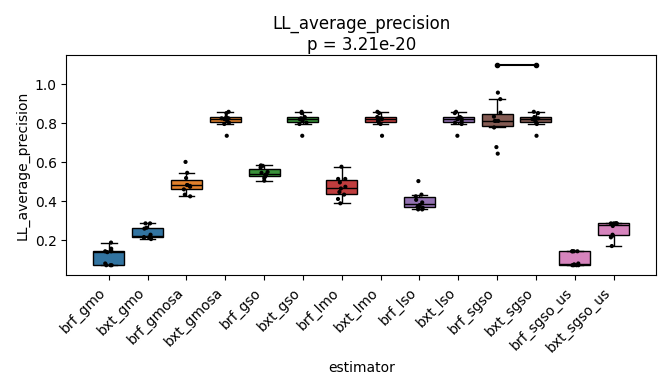 LL_average_precision
p = 3.21e-20
LL_average_precision
1.0
0.8
0.6
0.4
0.2
brf_gmo
bxt_gmo
brf_gmosa
bxt_gmosa
brf_gso
bxt_gso
brf_lmo
bxt_lmo
brf_lso
bxt_lso
brf_sgso
bxt_sgso
brf_sgso_us
bxt_sgso_us
estimator